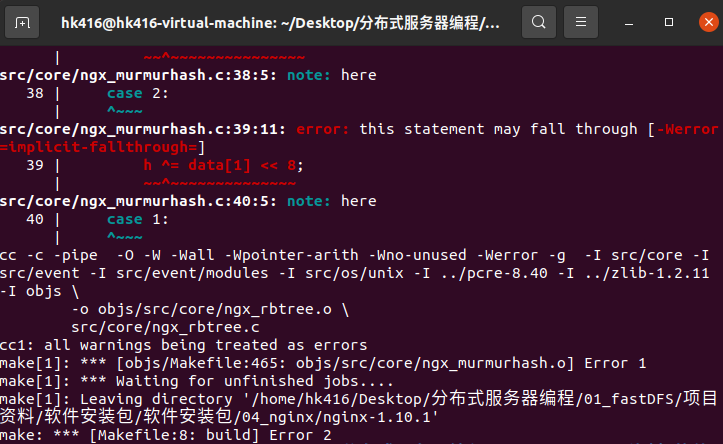 hk416@hk416-virtual-machine: ~/Desktop/分布式服务器编程/...
      |         ~~^~~~~~~~~~~~~~~~
src/core/ngx_murmurhash.c:38:5: note: here
   38 |     case 2:
      |     ^~~~
src/core/ngx_murmurhash.c:39:11: error: this statement may fall through [-Werror
=implicit-fallthrough=]
   39 |         h ^= data[1] << 8;
      |         ~~^~~~~~~~~~~~~~~
src/core/ngx_murmurhash.c:40:5: note: here
   40 |     case 1:
      |     ^~~~
cc -c -pipe  -O -W -Wall -Wpointer-arith -Wno-unused -Werror -g  -I src/core -I
src/event -I src/event/modules -I src/os/unix -I ../pcre-8.40 -I ../zlib-1.2.11
-I objs \
        -o objs/src/core/ngx_rbtree.o \
        src/core/ngx_rbtree.c
cc1: all warnings being treated as errors
make[1]: *** [objs/Makefile:465: objs/src/core/ngx_murmurhash.o] Error 1
make[1]: *** Waiting for unfinished jobs....
make[1]: Leaving directory '/home/hk416/Desktop/分布式服务器编程/01_fastDFS/项目
资料/软件安装包/软件安装包/04_nginx/nginx-1.10.1'
make: *** [Makefile:8: build] Error 2